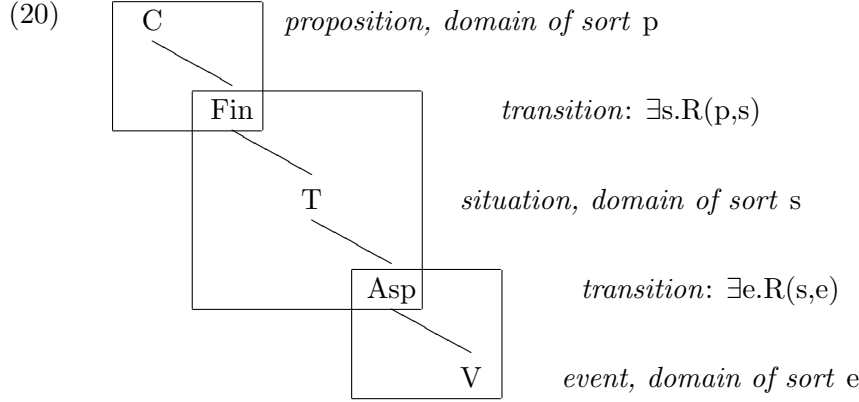 (20) C proposition, domain of sort p
Fin transition: ∃s.R(p,s)
T situation, domain of sort s
Asp transition: ∃e.R(s,e)
V event, domain of sort e